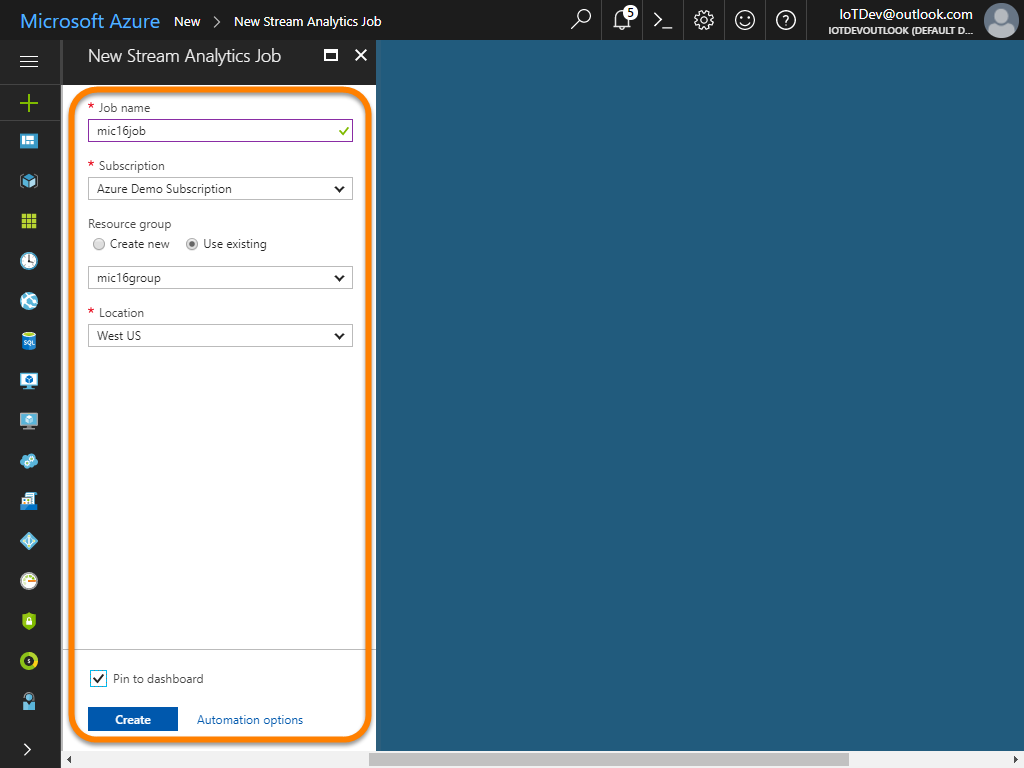 Microsoft Azure New > New Stream Analytics Job
5
IoTDev@outlook.com
IOTDEVOUTLOOK (DEFAULT D...
New Stream Analytics Job
* Job name
mic16job
* Subscription
Azure Demo Subscription
Resource group
Create new Use existing
mic16group
* Location
West US
SQL
Pin to dashboard
Create Automation options